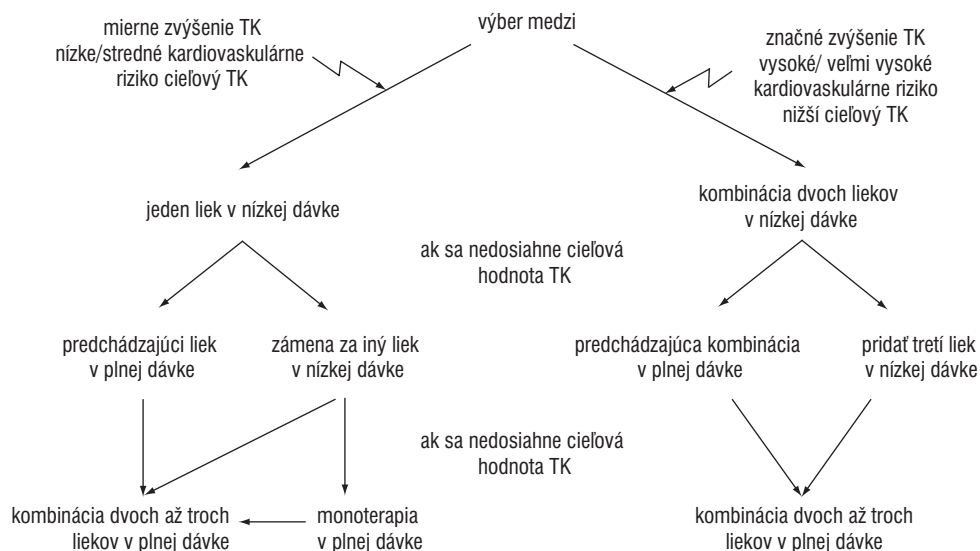 výber medzi
mierne zvýšenie TK
nízke/stredné kardiovaskulárne
riziko cieľový TK
značné zvýšenie TK
vysoké/ veľmi vysoké
kardiovaskulárne riziko
nižší cieľový TK
jeden liek v nízkej dávke
kombinácia dvoch liekov
v nízkej dávke
ak sa nedosiahne cieľová
hodnota TK
predchádzajúci liek
v plnej dávke
zámena za iný liek
v nízkej dávke
predchádzajúca kombinácia
v plnej dávke
pridať tretí liek
v nízkej dávke
ak sa nedosiahne cieľová
hodnota TK
kombinácia dvoch až troch
liekov v plnej dávke
monoterapia
v plnej dávke
kombinácia dvoch až troch
liekov v plnej dávke